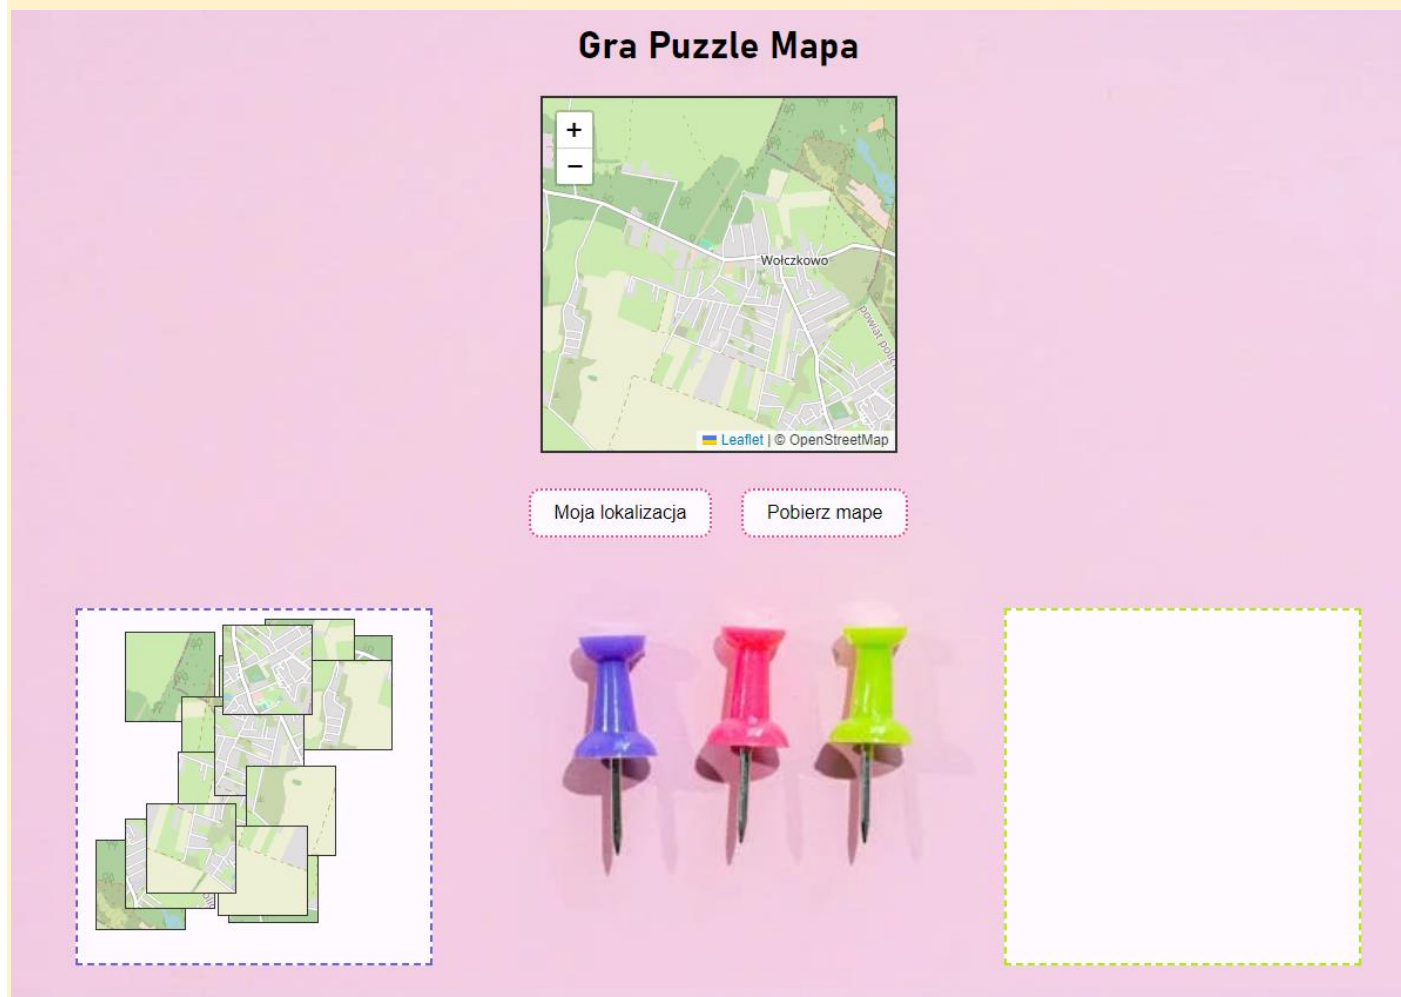 Gra Puzzle Mapa
+
−
Wołczkowo
Leaflet | © OpenStreetMap
Moja lokalizacja
Pobierz mape